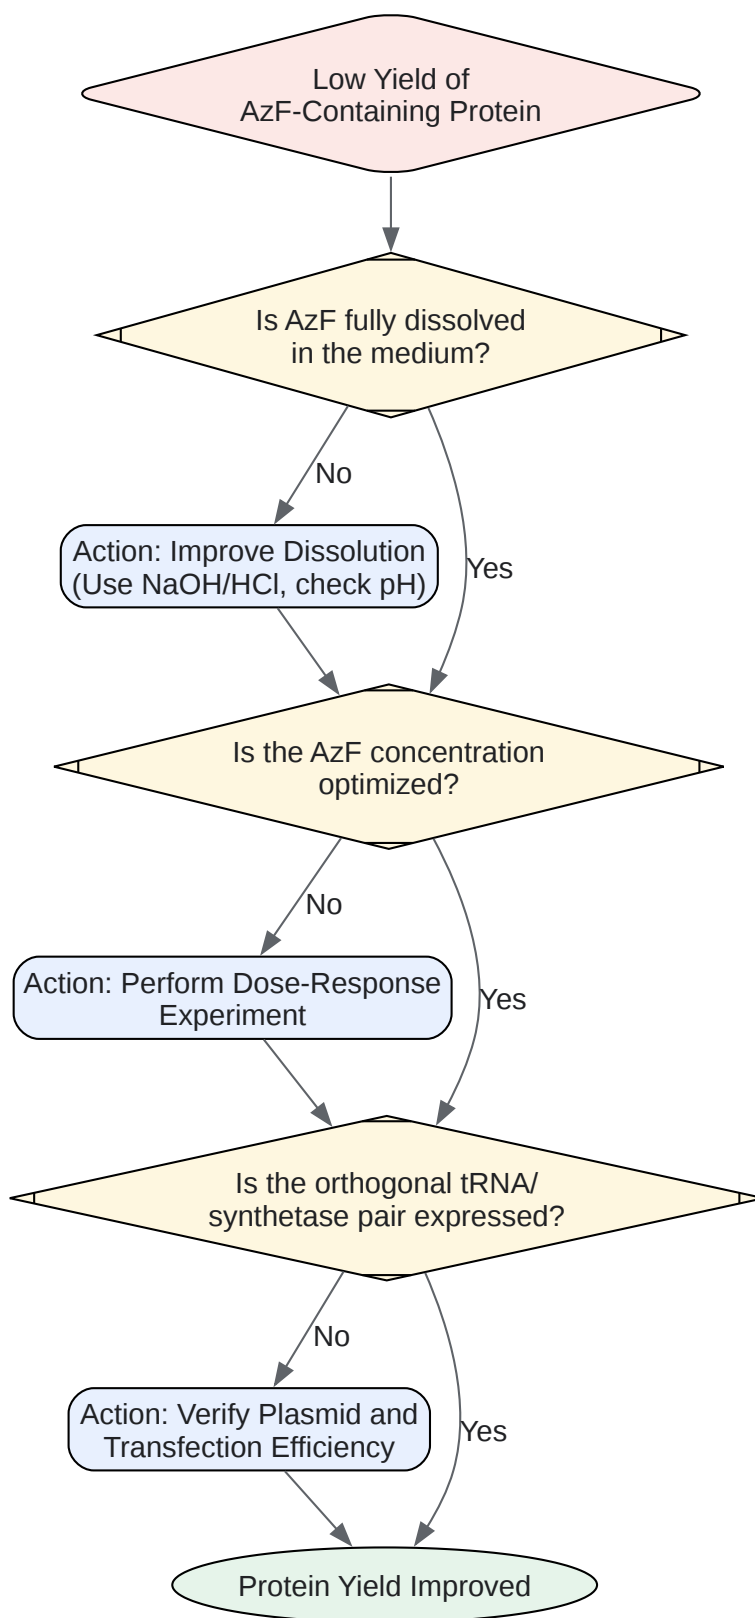 Low Yield of
AzF-Containing Protein
Is AzF fully dissolved
in the medium?
No
Action: Improve Dissolution
(Use NaOH/HCl, check pH)
Yes
Is the AzF concentration
optimized?
No
Action: Perform Dose-Response
Experiment
Yes
Is the orthogonal tRNA/
synthetase pair expressed?
No
Action: Verify Plasmid and
Transfection Efficiency
Yes
Protein Yield Improved